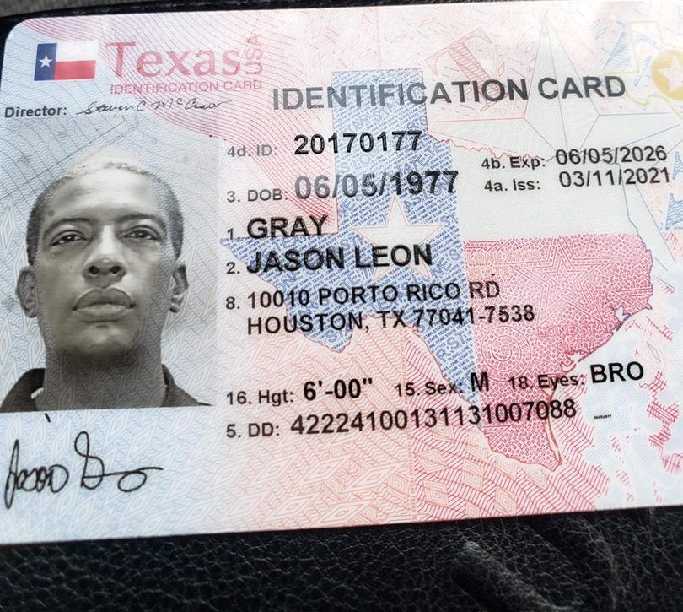 Texas USA
IDENTIFICATION CARD
Director:
IDENTIFICATION CARD
4d. ID: 20170177
4b. Exp: 06/05/2026
3. DOB: 06/05/1977
4a. Iss: 03/11/2021
1. GRAY
2. JASON LEON
8. 10010 PORTO RICO RD
HOUSTON, TX 77041-7538
16. Hgt: 6'-00" 15. Sex: M 18. Eyes: BRO
5. DD: 42224100131131007088